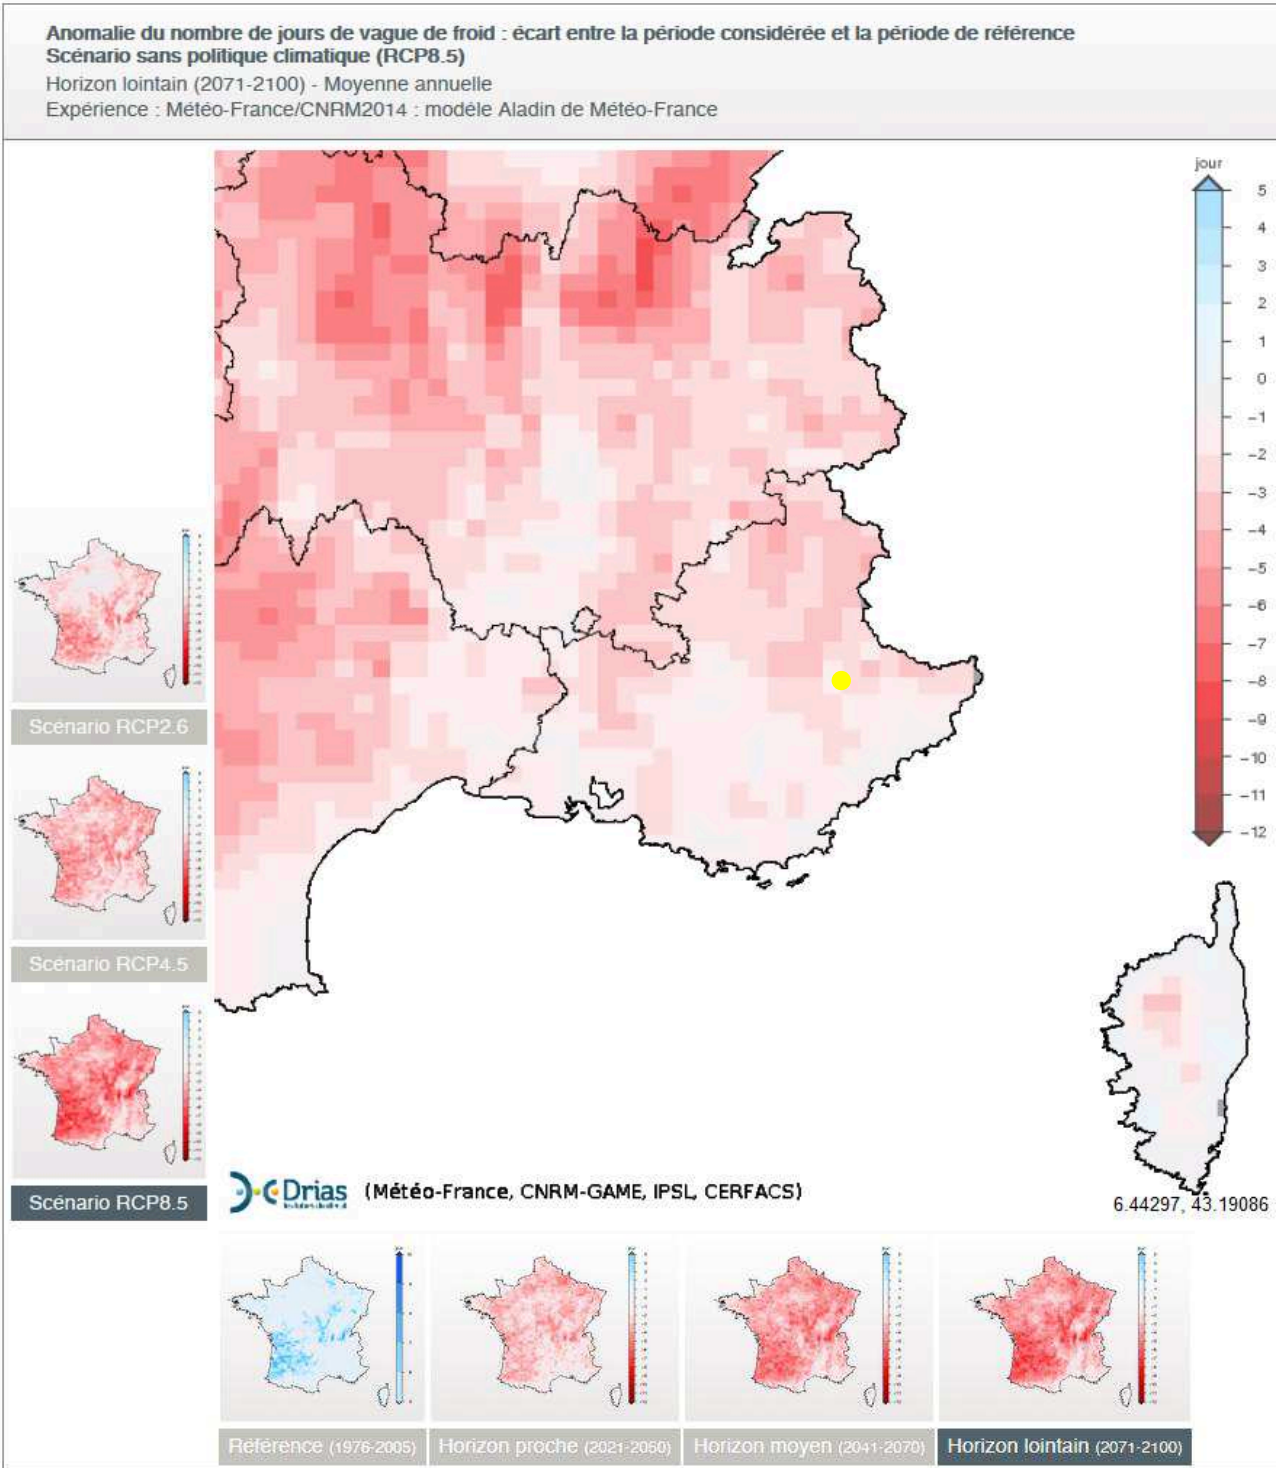 Anomalie du nombre de jours de vague de froid : écart entre la période considérée et la période de référence
Scénario sans politique climatique (RCP8.5)
Horizon lointain (2071-2100) - Moyenne annuelle
Expérience : Météo-France/CNRM2014 : modèle Aladin de Météo-France
jour
5
4
3
2
1
0
-1
-2
-3
-4
-5
-6
-7
-8
-9
-10
-11
-12
Scénario RCP2.6
Scénario RCP4.5
Scénario RCP8.5
Drias (Météo-France, CNRM-GAME, IPSL, CERFACS)
6.44297, 43.19086
Référence (1976-2005)
Horizon proche (2021-2050)
Horizon moyen (2041-2070)
Horizon lointain (2071-2100)